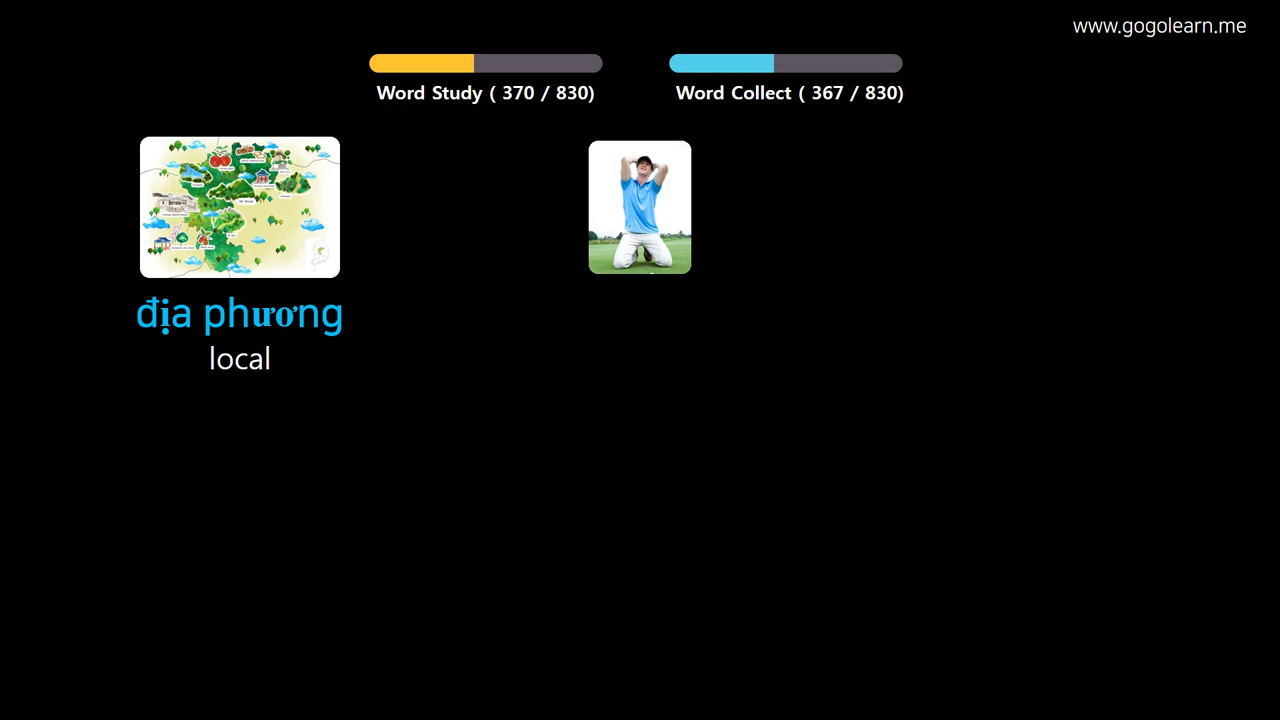 www.gogolearn.me
Word Study ( 370 / 830)
Word Collect ( 367 / 830)
địa phương
local